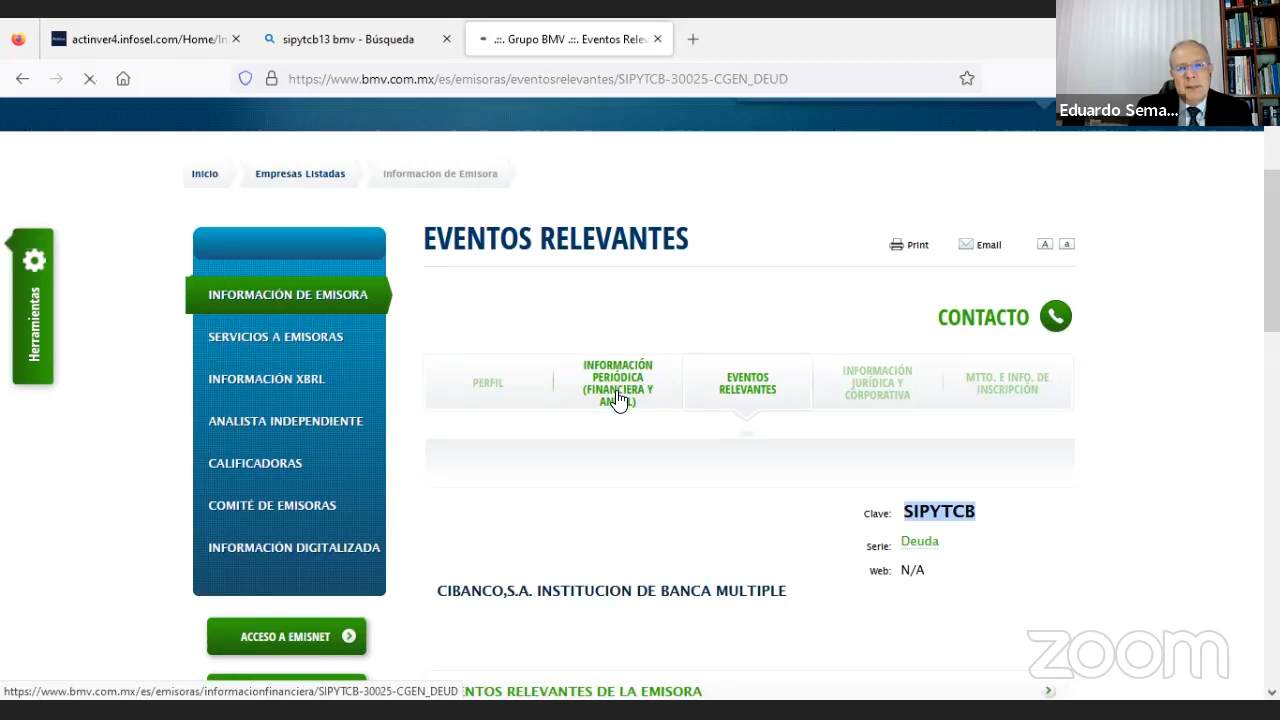 actinver4.infosel.com/Home/In
sipytcb13 bmv - Búsqueda
.::. Grupo BMV .::. Eventos Rele
https://www.bmv.com.mx/es/emisoras/eventosrelevantes/SIPYTCB-30025-CGEN_DEUD
Eduardo Sema...
Inicio
Empresas Listadas
Información de Emisora
Herramientas
INFORMACIÓN DE EMISORA
SERVICIOS A EMISORAS
INFORMACIÓN XBRL
ANALISTA INDEPENDIENTE
CALIFICADORAS
COMITÉ DE EMISORAS
INFORMACIÓN DIGITALIZADA
ACCESO A EMISNET
EVENTOS RELEVANTES
Print
Email
A
a
CONTACTO
PERFIL
INFORMACIÓN
PERIÓDICA
(FINANCIERA Y
EVENTOS
RELEVANTES
INFORMACIÓN
JURÍDICA Y
CORPORATIVA
MTTO. E INFO. DE
INSCRIPCIÓN
Clave: SIPYTCB
Serie: Deuda
Web: N/A
CIBANCO,S.A. INSTITUCION DE BANCA MULTIPLE
ENTOS RELEVANTES DE LA EMISORA
https://www.bmv.com.mx/es/emisoras/informacionfinanciera/SIPYTCB-30025-CGEN_DEUD
zoom